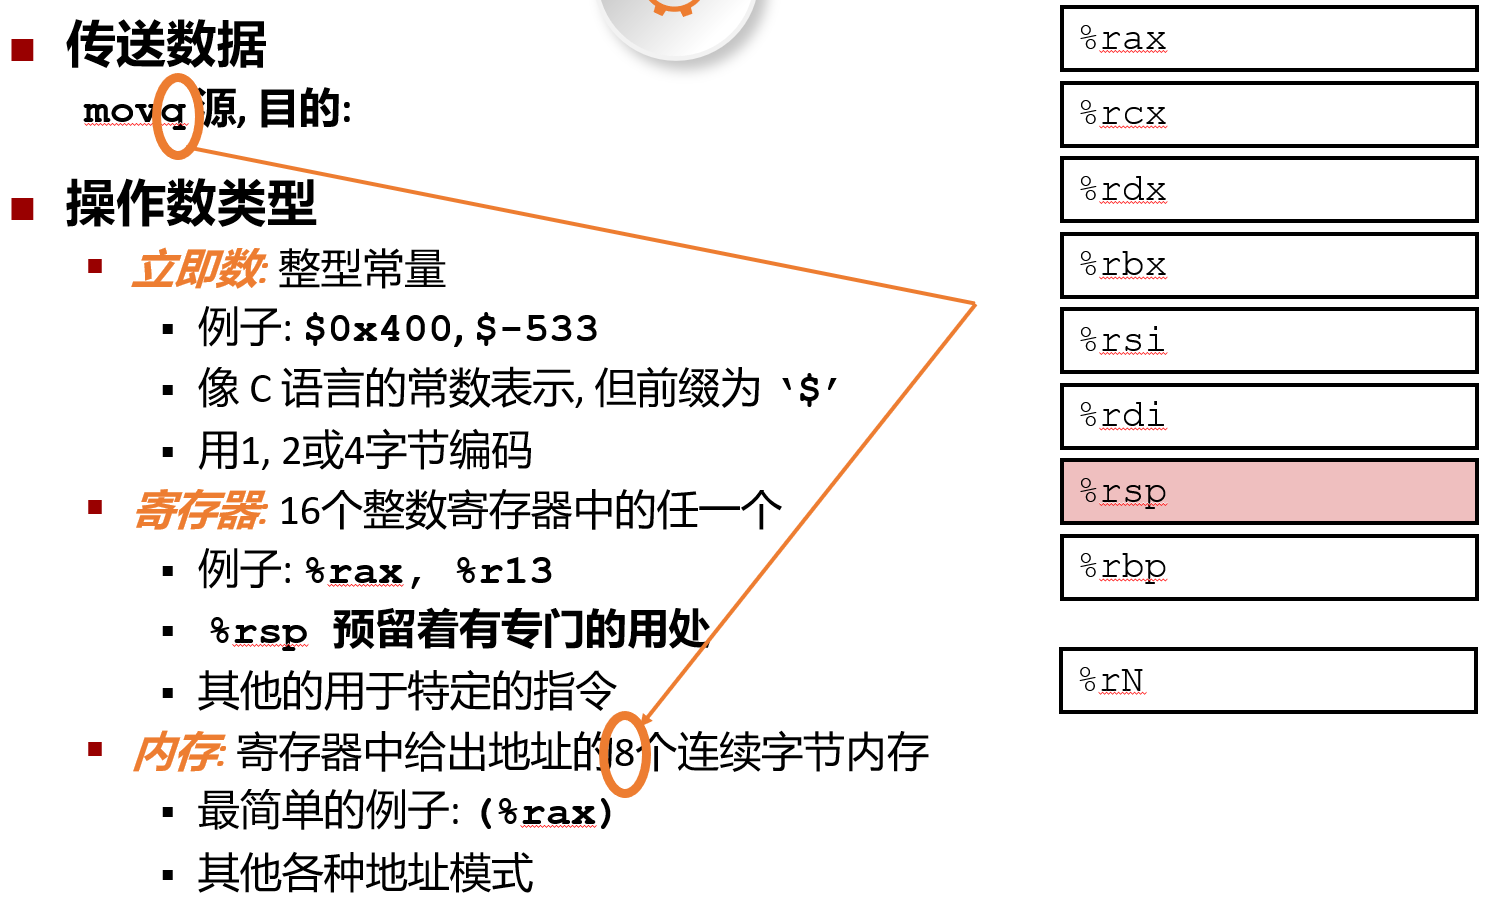 传送数据
movq 源, 目的:
操作数类型
立即数: 整型常量
例子: $0x400, $-533
像 C 语言的常数表示, 但前缀为 ‘$’
用1, 2或4字节编码
寄存器: 16个整数寄存器中的任一个
例子: %rax, %r13
%rsp 预留着有专门的用处
其他的用于特定的指令
内存: 寄存器中给出地址的8个连续字节内存
最简单的例子: (%rax)
其他各种地址模式
%rax
%rcx
%rdx
%rbx
%rsi
%rdi
%rsp
%rbp
%rN